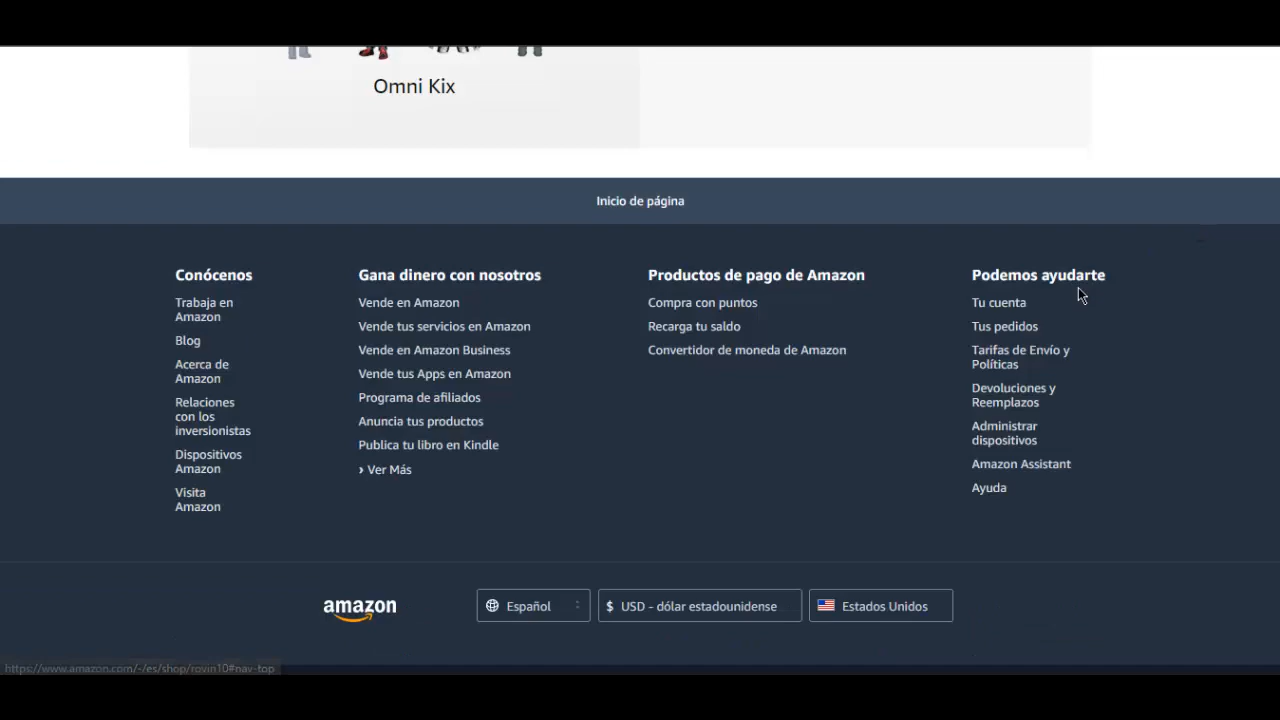 Omni Kix
Inicio de página
Conócenos
Trabaja en
Amazon
Blog
Acerca de
Amazon
Relaciones
con los
inversionistas
Dispositivos
Amazon
Visita
Amazon
Gana dinero con nosotros
Vende en Amazon
Vende tus servicios en Amazon
Vende en Amazon Business
Vende tus Apps en Amazon
Programa de afiliados
Anuncia tus productos
Publica tu libro en Kindle
› Ver Más
Productos de pago de Amazon
Compra con puntos
Recarga tu saldo
Convertidor de moneda de Amazon
Podemos ayudarte
Tu cuenta
Tus pedidos
Tarifas de Envío y
Políticas
Devoluciones y
Reemplazos
Administrar
dispositivos
Amazon Assistant
Ayuda
amazon
Español
$ USD - dólar estadounidense
Estados Unidos
https://www.amazon.com/-/es/shop/rovin10#nav-top